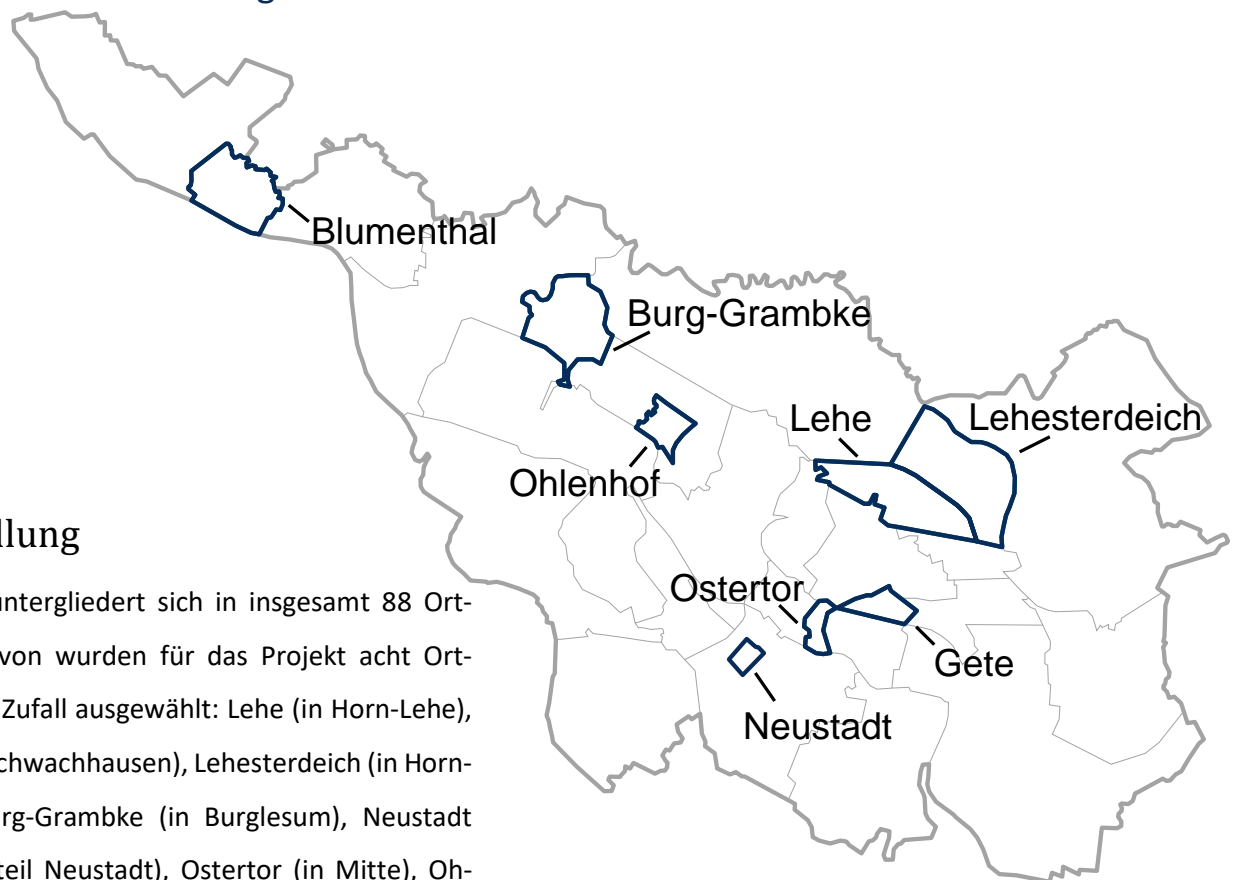 g
Blumenthal
Burg-Grambke
Lehe
Lehesterdeich
Ohlenhof
Ostertor
Gete
Neustadt
llung
untergliedert sich in insgesamt 88 Ort-
von wurden für das Projekt acht Ort-
Zufall ausgewählt: Lehe (in Horn-Lehe),
chwachhausen), Lehesterdeich (in Horn-
rg-Grambke (in Burglesum), Neustadt
teil Neustadt), Ostertor (in Mitte), Oh-